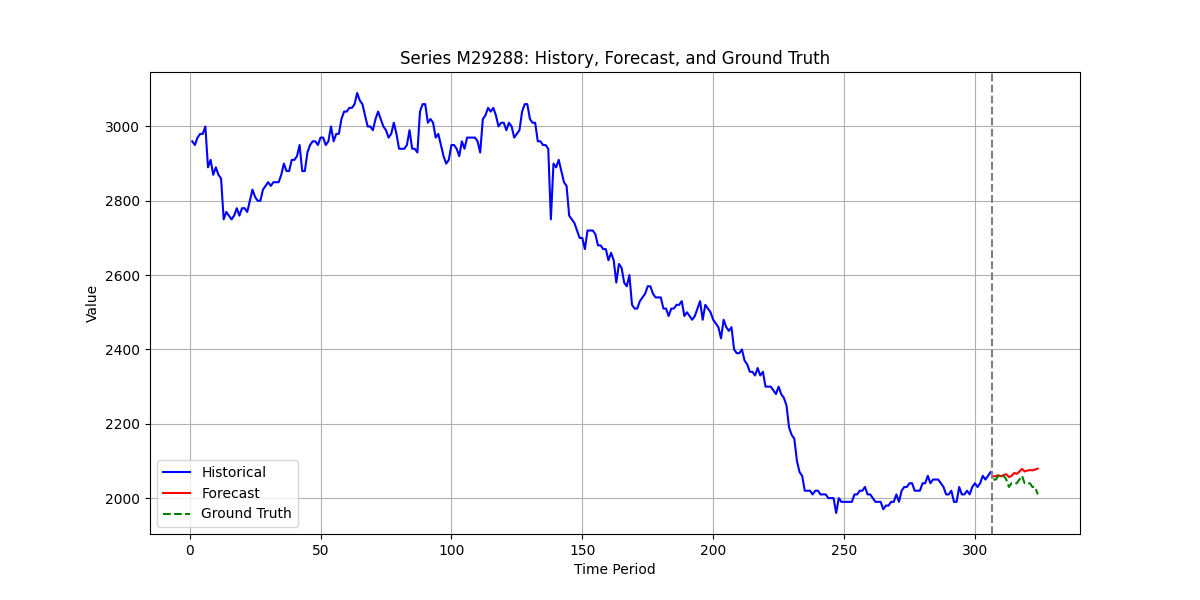 Series M29288: History, Forecast, and Ground Truth
Value
3000
2800
2600
2400
2200
2000
Historical
Forecast
Ground Truth
0 50 100 150 200 250 300
Time Period